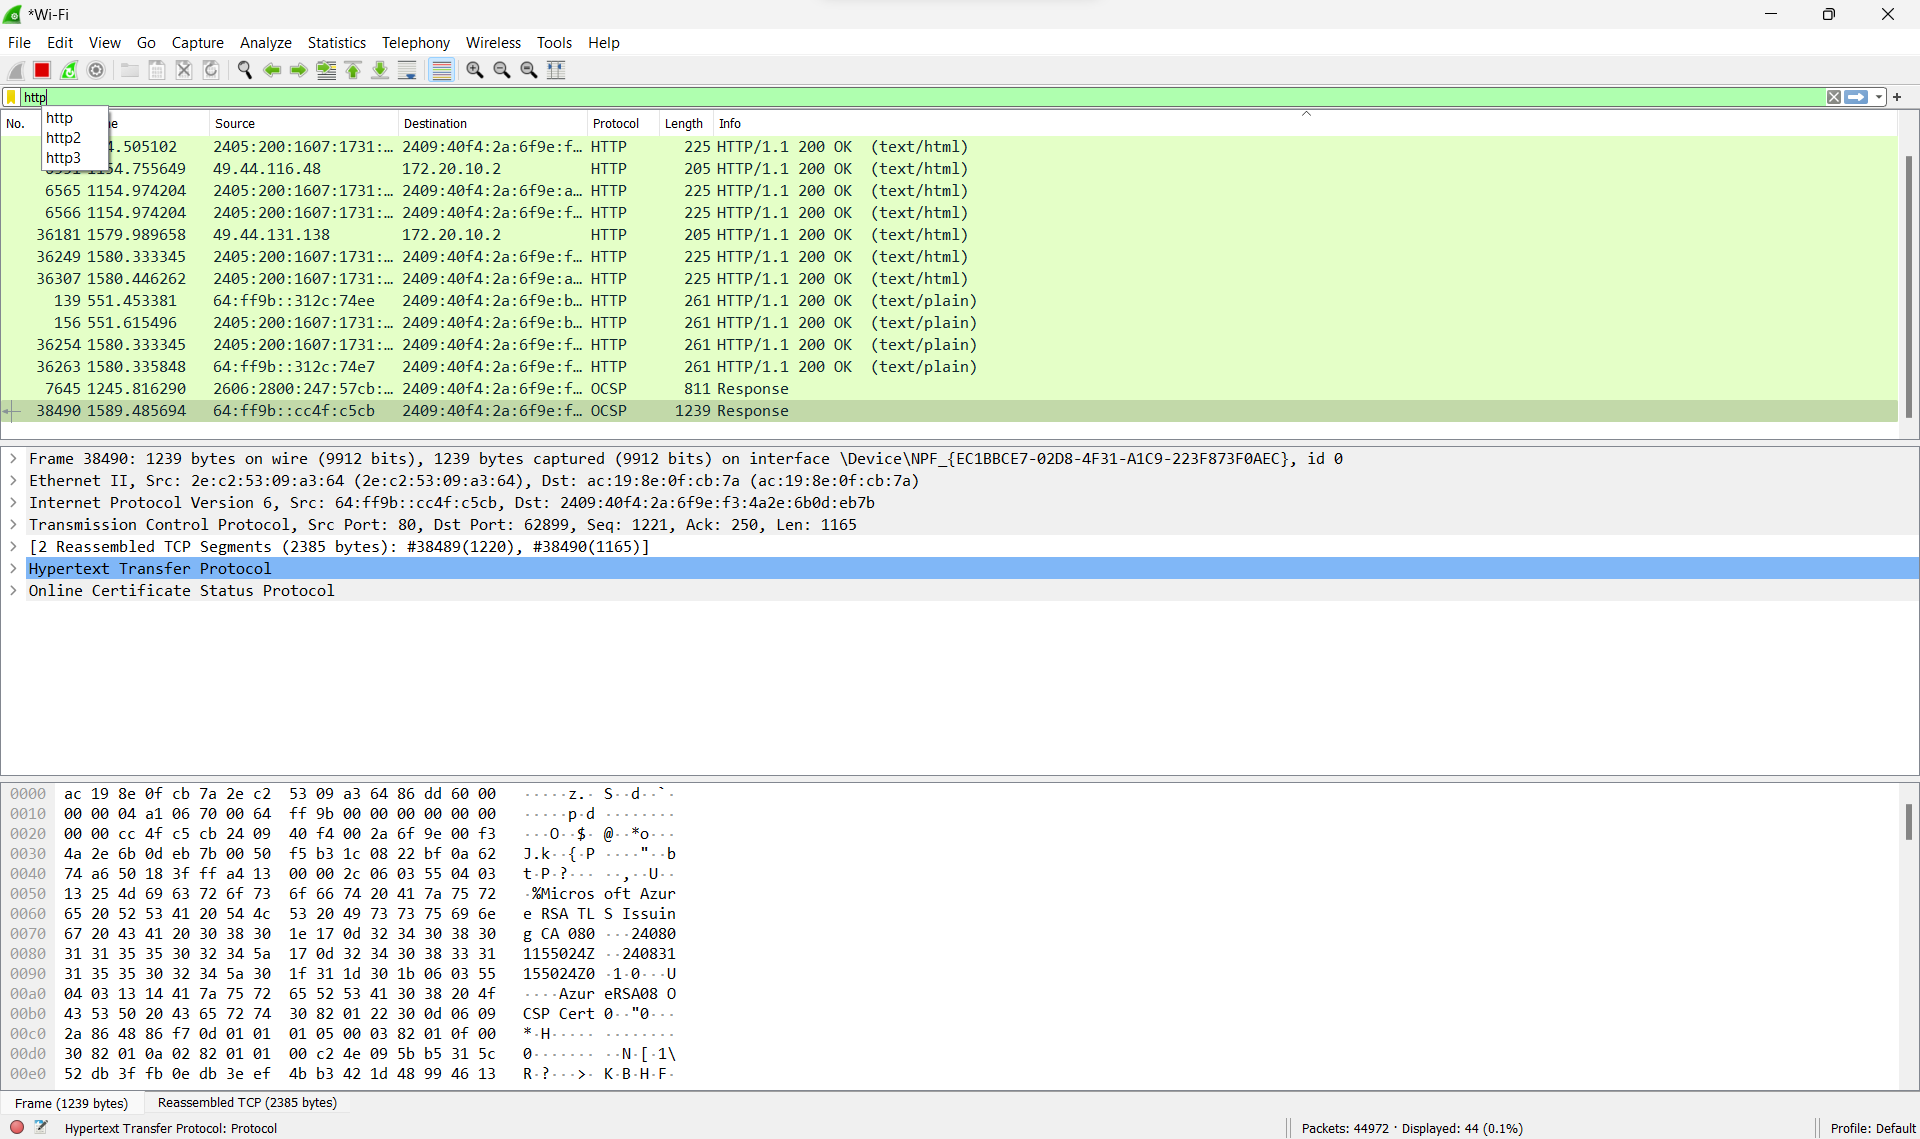 *Wi-Fi
File Edit View Go Capture Analyze Statistics Telephony Wireless Tools Help
http
http
http2
http3
No. Source Destination Protocol Length Info
4.505102 2405:200:1607:1731:… 2409:40f4:2a:6f9e:f… HTTP 225 HTTP/1.1 200 OK (text/html)
1154.755649 49.44.116.48 172.20.10.2 HTTP 205 HTTP/1.1 200 OK (text/html)
6565 1154.974204 2405:200:1607:1731:… 2409:40f4:2a:6f9e:a… HTTP 225 HTTP/1.1 200 OK (text/html)
6566 1154.974204 2405:200:1607:1731:… 2409:40f4:2a:6f9e:f… HTTP 225 HTTP/1.1 200 OK (text/html)
36181 1579.989658 49.44.131.138 172.20.10.2 HTTP 205 HTTP/1.1 200 OK (text/html)
36249 1580.333345 2405:200:1607:1731:… 2409:40f4:2a:6f9e:f… HTTP 225 HTTP/1.1 200 OK (text/html)
36307 1580.446262 2405:200:1607:1731:… 2409:40f4:2a:6f9e:a… HTTP 225 HTTP/1.1 200 OK (text/html)
139 551.453381 64:ff9b::312c:74ee 2409:40f4:2a:6f9e:b… HTTP 261 HTTP/1.1 200 OK (text/plain)
156 551.615496 2405:200:1607:1731:… 2409:40f4:2a:6f9e:b… HTTP 261 HTTP/1.1 200 OK (text/plain)
36254 1580.333345 2405:200:1607:1731:… 2409:40f4:2a:6f9e:f… HTTP 261 HTTP/1.1 200 OK (text/plain)
36263 1580.335848 64:ff9b::312c:74e7 2409:40f4:2a:6f9e:f… HTTP 261 HTTP/1.1 200 OK (text/plain)
7645 1245.816290 2606:2800:247:57cb:… 2409:40f4:2a:6f9e:f… OCSP 811 Response
38490 1589.485694 64:ff9b::cc4f:c5cb 2409:40f4:2a:6f9e:f… OCSP 1239 Response
Frame 38490: 1239 bytes on wire (9912 bits), 1239 bytes captured (9912 bits) on interface \Device\NPF_{EC1BBCE7-02D8-4F31-A1C9-223F873F0AEC}, id 0
Ethernet II, Src: 2e:c2:53:09:a3:64 (2e:c2:53:09:a3:64), Dst: ac:19:8e:0f:cb:7a (ac:19:8e:0f:cb:7a)
Internet Protocol Version 6, Src: 64:ff9b::cc4f:c5cb, Dst: 2409:40f4:2a:6f9e:f3:4a2e:6b0d:eb7b
Transmission Control Protocol, Src Port: 80, Dst Port: 62899, Seq: 1221, Ack: 250, Len: 1165
[2 Reassembled TCP Segments (2385 bytes): #38489(1220), #38490(1165)]
Hypertext Transfer Protocol
Online Certificate Status Protocol
0000 ac 19 8e 0f cb 7a 2e c2 53 09 a3 64 86 dd 60 00 ·····z.· S··d··`·
0010 00 00 04 a1 06 70 00 64 ff 9b 00 00 00 00 00 00 ·····p·d ········
0020 00 00 cc 4f c5 cb 24 09 40 f4 00 2a 6f 9e 00 f3 ···O··$· @··*o···
0030 4a 2e 6b 0d eb 7b 00 50 f5 b3 1c 08 22 bf 0a 62 J.k··{·P ····"··b
0040 74 a6 50 18 3f ff a4 13 00 00 2c 06 03 55 04 03 t·P·?··· ··,··U··
0050 13 25 4d 69 63 72 6f 73 6f 66 74 20 41 7a 75 72 ·%Micros oft Azur
0060 65 20 52 53 41 20 54 4c 53 20 49 73 73 75 69 6e e RSA TL S Issuin
0070 67 20 43 41 20 30 38 30 1e 17 0d 32 34 30 38 30 g CA 080 ···24080
0080 31 31 35 35 30 32 34 5a 17 0d 32 34 30 38 33 31 1155024Z ··240831
0090 31 35 35 30 32 34 5a 30 1f 31 1d 30 1b 06 03 55 155024Z0 ·1·0···U
00a0 04 03 13 14 41 7a 75 72 65 52 53 41 30 38 20 4f ····Azur eRSA08 O
00b0 43 53 50 20 43 65 72 74 30 82 01 22 30 0d 06 09 CSP Cert 0··"0···
00c0 2a 86 48 86 f7 0d 01 01 01 05 00 03 82 01 0f 00 *·H····· ········
00d0 30 82 01 0a 02 82 01 01 00 c2 4e 09 5b b5 31 5c 0······· ··N·[·1\
00e0 52 db 3f fb 0e db 3e ef 4b b3 42 1d 48 99 46 13 R·?···>· K·B·H·F·
Frame (1239 bytes) Reassembled TCP (2385 bytes)
Hypertext Transfer Protocol: Protocol Packets: 44972 · Displayed: 44 (0.1%) Profile: Default